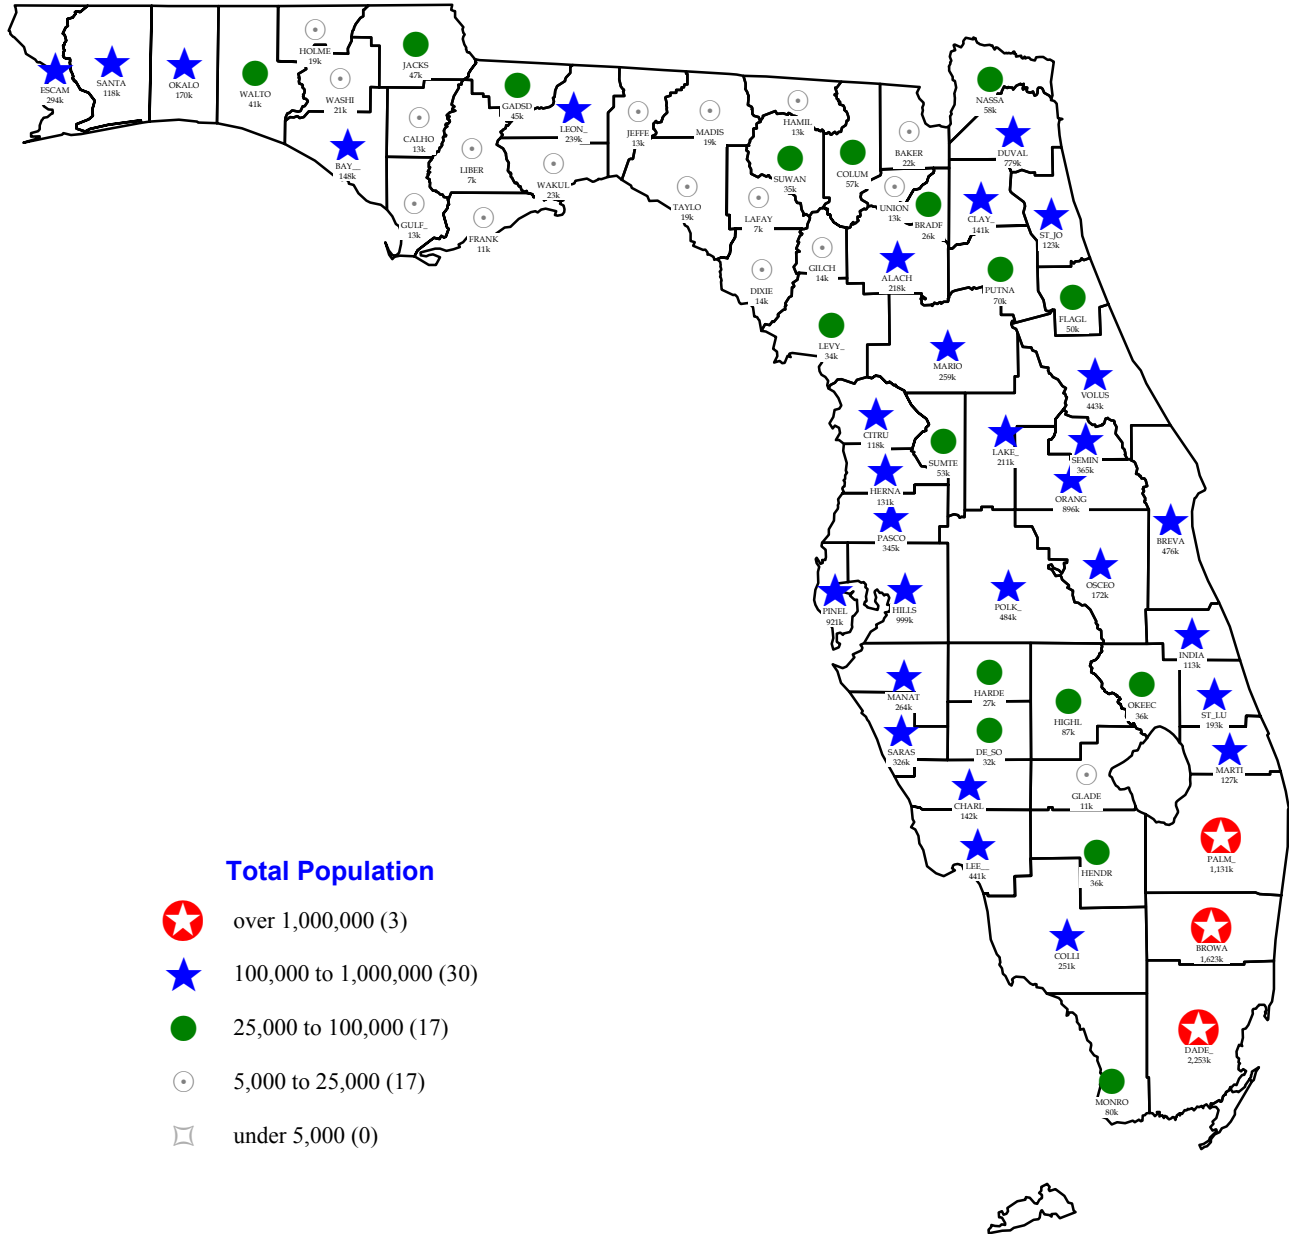 HOLME
19k
ESCAM
294k
SANTA
118k
OKALO
170k
WALTO
41k
WASHI
21k
JACKS
47k
GADSD
45k
LEON_
239k
CALHO
13k
BAY__
148k
LIBER
7k
WAKUL
23k
GULF_
13k
FRANK
11k
JEFFE
13k
MADIS
19k
HAMIL
13k
TAYLO
19k
SUWAN
35k
LAFAY
7k
COLUM
57k
BAKER
22k
NASSA
58k
DUVAL
779k
UNION
13k
BRADF
26k
CLAY_
141k
ST_JO
123k
DIXIE
14k
GILCH
14k
ALACH
218k
PUTNA
70k
FLAGL
50k
LEVY_
34k
MARIO
259k
VOLUS
443k
CITRU
118k
SUMTE
53k
LAKE_
211k
SEMIN
365k
HERNA
131k
ORANG
896k
PASCO
345k
BREVA
476k
OSCEO
172k
PINEL
921k
HILLS
999k
POLK_
484k
INDIA
113k
MANAT
264k
HARDE
27k
HIGHL
87k
OKEEC
36k
ST_LU
193k
SARAS
326k
DE_SO
32k
MARTI
127k
CHARL
142k
GLADE
11k
LEE__
441k
HENDR
36k
PALM_
1,131k
COLLI
251k
BROWA
1,623k
DADE_
2,253k
MONRO
80k
Total Population
over 1,000,000 (3)
100,000 to 1,000,000 (30)
25,000 to 100,000 (17)
5,000 to 25,000 (17)
under 5,000 (0)